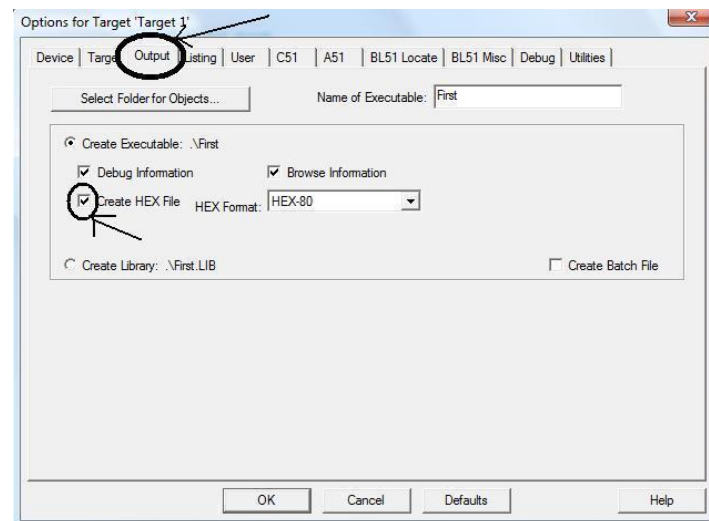 Options for Target 'Target 1'
Device Targe Output Listing User C51 A51 BL51 Locate BL51 Misc Debug Utilities
Select Folder for Objects... Name of Executable: First
Create Executable: .\First
Debug Information Browse Information
Create HEX File HEX Format: HEX-80
Create Library: .\First.LIB Create Batch File
OK Cancel Defaults Help